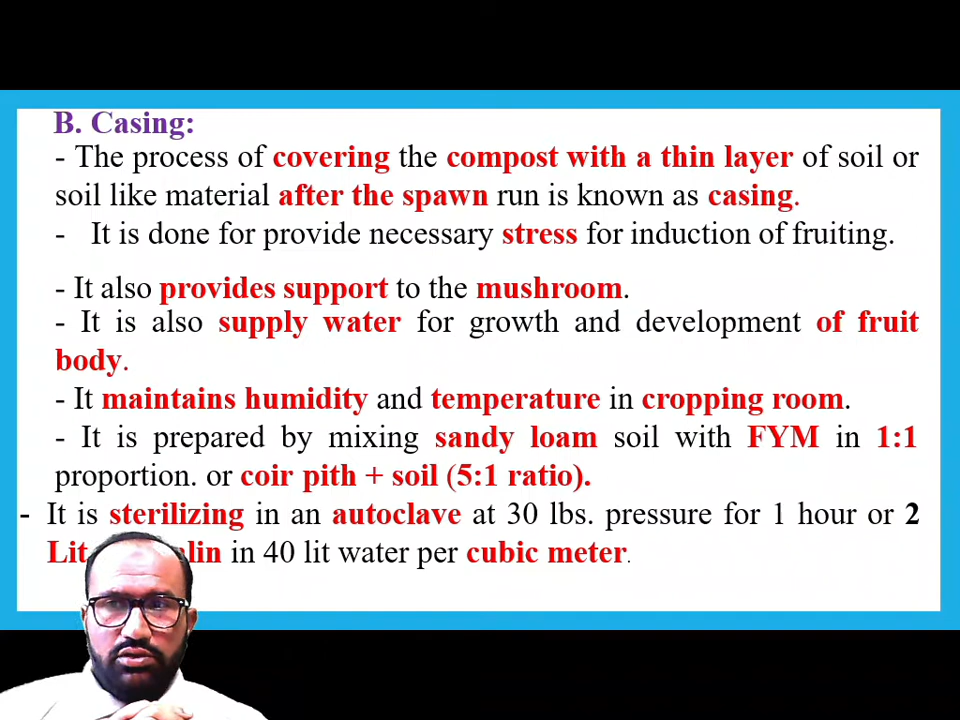 B. Casing:
- The process of covering the compost with a thin layer of soil or
soil like material after the spawn run is known as casing.
- It is done for provide necessary stress for induction of fruiting.
- It also provides support to the mushroom.
- It is also supply water for growth and development of fruit
body.
- It maintains humidity and temperature in cropping room.
- It is prepared by mixing sandy loam soil with FYM in 1:1
proportion. or coir pith + soil (5:1 ratio).
- It is sterilizing in an autoclave at 30 lbs. pressure for 1 hour or 2
Lit in 40 lit water per cubic meter.